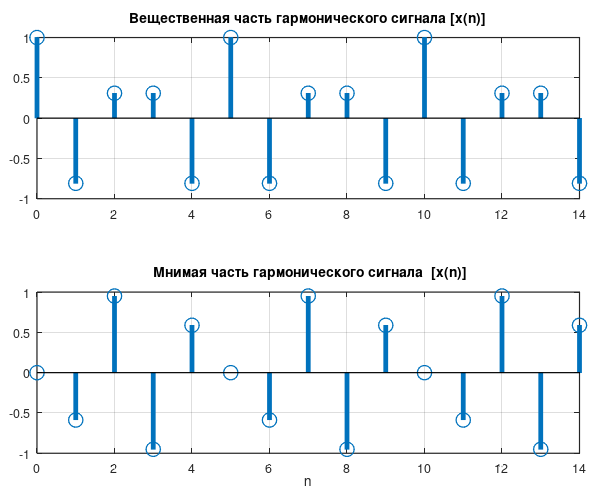 Вещественная часть гармонического сигнала [x(n)]
1
0.5
0
-0.5
-1
0 2 4 6 8 10 12 14
Мнимая часть гармонического сигнала [x(n)]
1
0.5
0
-0.5
-1
0 2 4 6 8 10 12 14
n